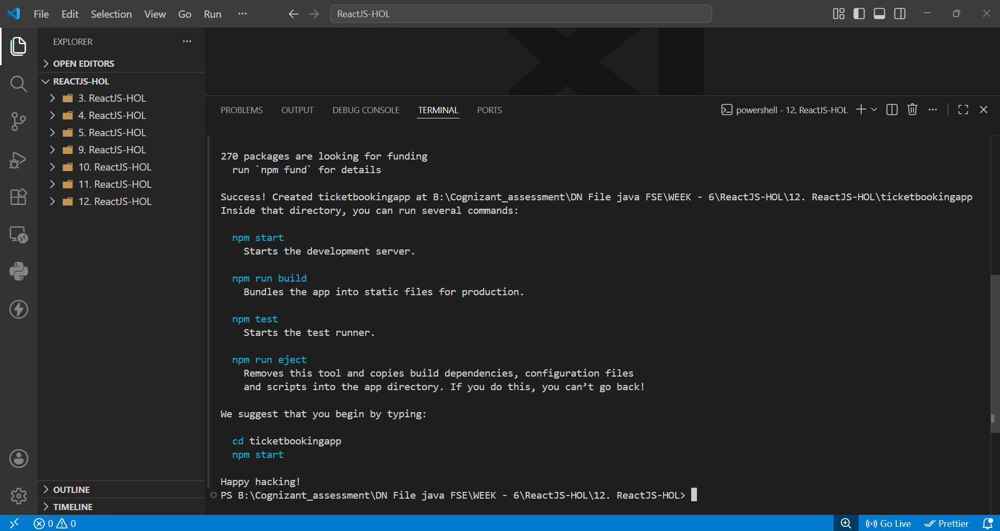 File Edit Selection View Go Run ···
ReactJS-HOL
EXPLORER
OPEN EDITORS
REACTJS-HOL
3. ReactJS-HOL
4. ReactJS-HOL
5. ReactJS-HOL
9. ReactJS-HOL
10. ReactJS-HOL
11. ReactJS-HOL
12. ReactJS-HOL
OUTLINE
TIMELINE
PROBLEMS OUTPUT DEBUG CONSOLE TERMINAL PORTS
powershell - 12. ReactJS-HOL
270 packages are looking for funding
run `npm fund` for details
Success! Created ticketbookingapp at B:\Cognizant_assessment\DN File java FSE\WEEK - 6\ReactJS-HOL\12. ReactJS-HOL\ticketbookingapp
Inside that directory, you can run several commands:
npm start
Starts the development server.
npm run build
Bundles the app into static files for production.
npm test
Starts the test runner.
npm run eject
Removes this tool and copies build dependencies, configuration files
and scripts into the app directory. If you do this, you can’t go back!
We suggest that you begin by typing:
cd ticketbookingapp
npm start
Happy hacking!
PS B:\Cognizant_assessment\DN File java FSE\WEEK - 6\ReactJS-HOL\12. ReactJS-HOL>
0 0
Go Live Prettier